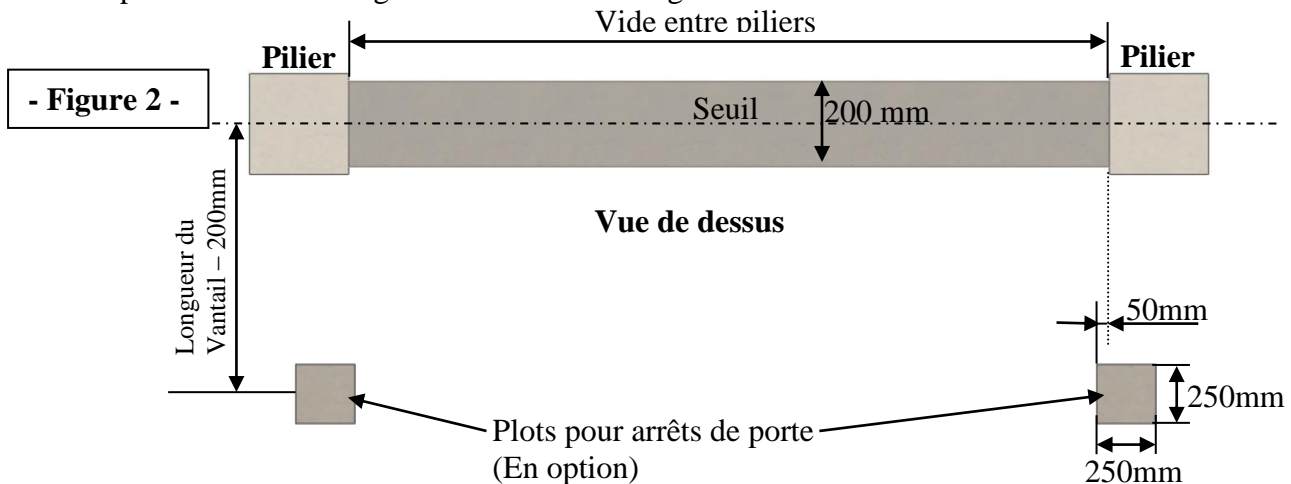 Vide entre piliers
Pilier
Pilier
- Figure 2 -
Seuil
200 mm
Vue de dessus
Longueur du
Vantail – 200mm
50mm
250mm
Plots pour arrêts de porte
(En option)
250mm